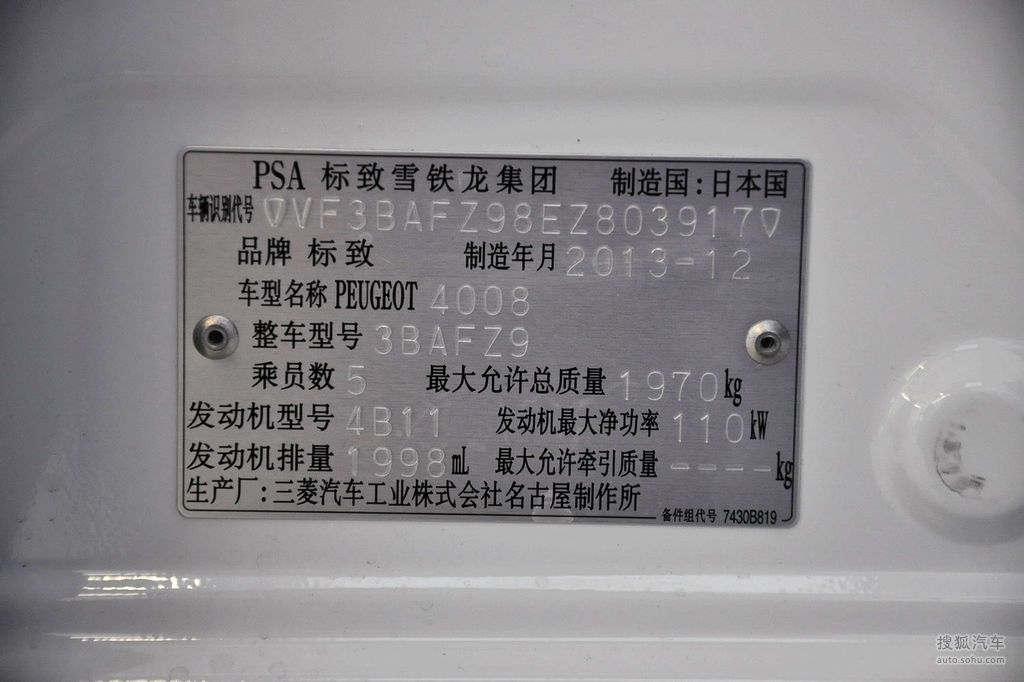 PSA 标致雪铁龙集团 制造国:日本国
车辆识别代号 ▽VF3BAFZ98EZ803917▽
品牌 标致 制造年月 2013-12
车型名称 PEUGEOT 4008
整车型号 3BAFZ9
乘员数 5 最大允许总质量 1970kg
发动机型号 4B11 发动机最大净功率 110kW
发动机排量 1998mL 最大允许牵引质量 ----kg
生产厂:三菱汽车工业株式会社名古屋制作所
备件组代号 7430B819
搜狐汽车
auto.sohu.com